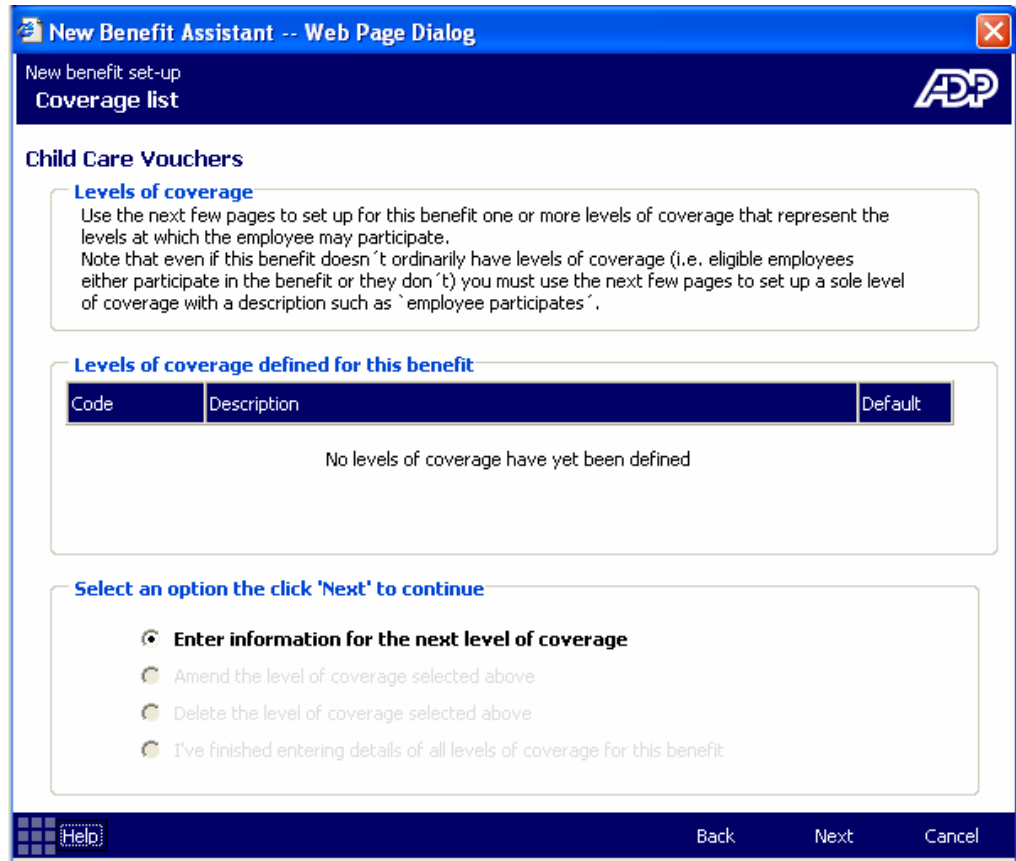 New Benefit Assistant -- Web Page Dialog
New benefit set-up
Coverage list
ADP
Child Care Vouchers
Levels of coverage
Use the next few pages to set up for this benefit one or more levels of coverage that represent the
levels at which the employee may participate.
Note that even if this benefit doesn´t ordinarily have levels of coverage (i.e. eligible employees
either participate in the benefit or they don´t) you must use the next few pages to set up a sole level
of coverage with a description such as `employee participates´.
Levels of coverage defined for this benefit
Code Description Default
No levels of coverage have yet been defined
Select an option the click 'Next' to continue
Enter information for the next level of coverage
Amend the level of coverage selected above
Delete the level of coverage selected above
I've finished entering details of all levels of coverage for this benefit
Help Back Next Cancel